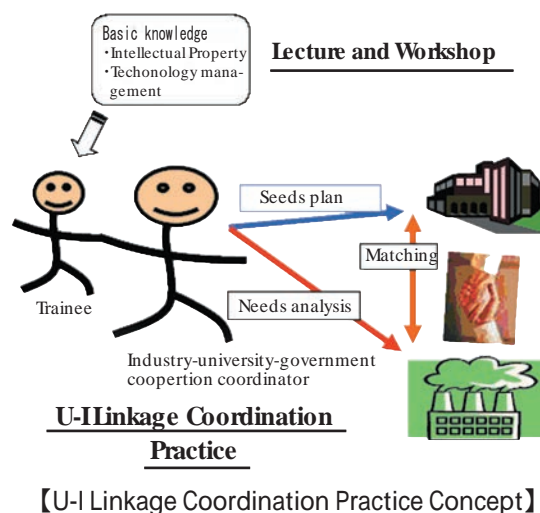 Basic knowledge
・Intellectual Property
・Techonology mana-
gement
Lecture and Workshop
Seeds plan
Matching
Trainee
Needs analysis
Industry-university-government
coopertion coordinator
U-I Linkage Coordination
Practice
【U-I Linkage Coordination Practice Concept】